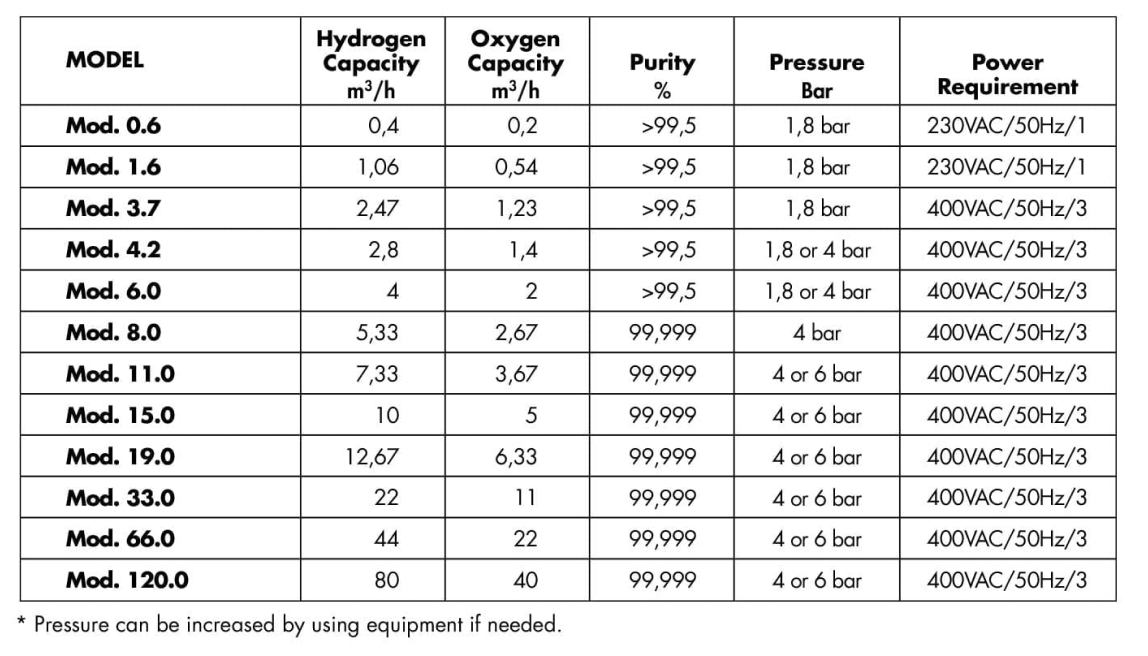 MODEL Hydrogen Capacity m³/h Oxygen Capacity m³/h Purity % Pressure Bar Power Requirement
Mod. 0.6 0,4 0,2 >99,5 1,8 bar 230VAC/50Hz/1
Mod. 1.6 1,06 0,54 >99,5 1,8 bar 230VAC/50Hz/1
Mod. 3.7 2,47 1,23 >99,5 1,8 bar 400VAC/50Hz/3
Mod. 4.2 2,8 1,4 >99,5 1,8 or 4 bar 400VAC/50Hz/3
Mod. 6.0 4 2 >99,5 1,8 or 4 bar 400VAC/50Hz/3
Mod. 8.0 5,33 2,67 99,999 4 bar 400VAC/50Hz/3
Mod. 11.0 7,33 3,67 99,999 4 or 6 bar 400VAC/50Hz/3
Mod. 15.0 10 5 99,999 4 or 6 bar 400VAC/50Hz/3
Mod. 19.0 12,67 6,33 99,999 4 or 6 bar 400VAC/50Hz/3
Mod. 33.0 22 11 99,999 4 or 6 bar 400VAC/50Hz/3
Mod. 66.0 44 22 99,999 4 or 6 bar 400VAC/50Hz/3
Mod. 120.0 80 40 99,999 4 or 6 bar 400VAC/50Hz/3
* Pressure can be increased by using equipment if needed.